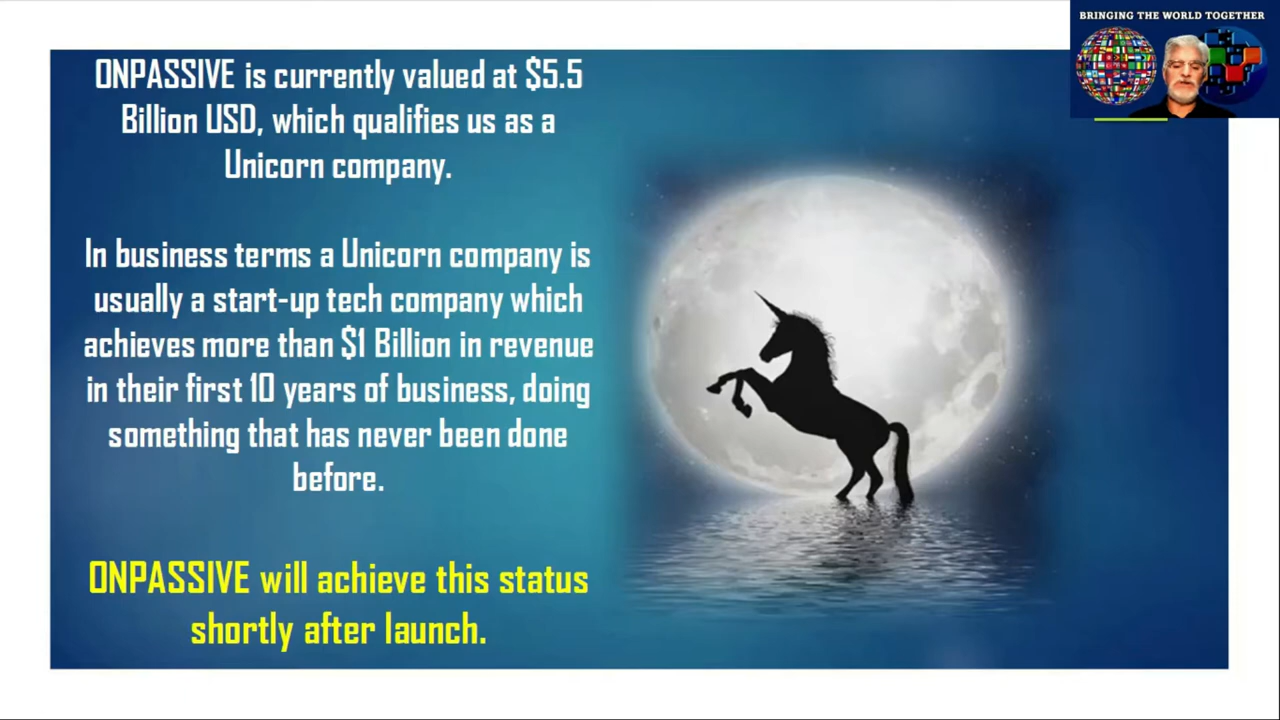 BRINGING THE WORLD TOGETHER
ONPASSIVE is currently valued at $5.5
Billion USD, which qualifies us as a
Unicorn company.
In business terms a Unicorn company is
usually a start-up tech company which
achieves more than $1 Billion in revenue
in their first 10 years of business, doing
something that has never been done
before.
ONPASSIVE will achieve this status
shortly after launch.